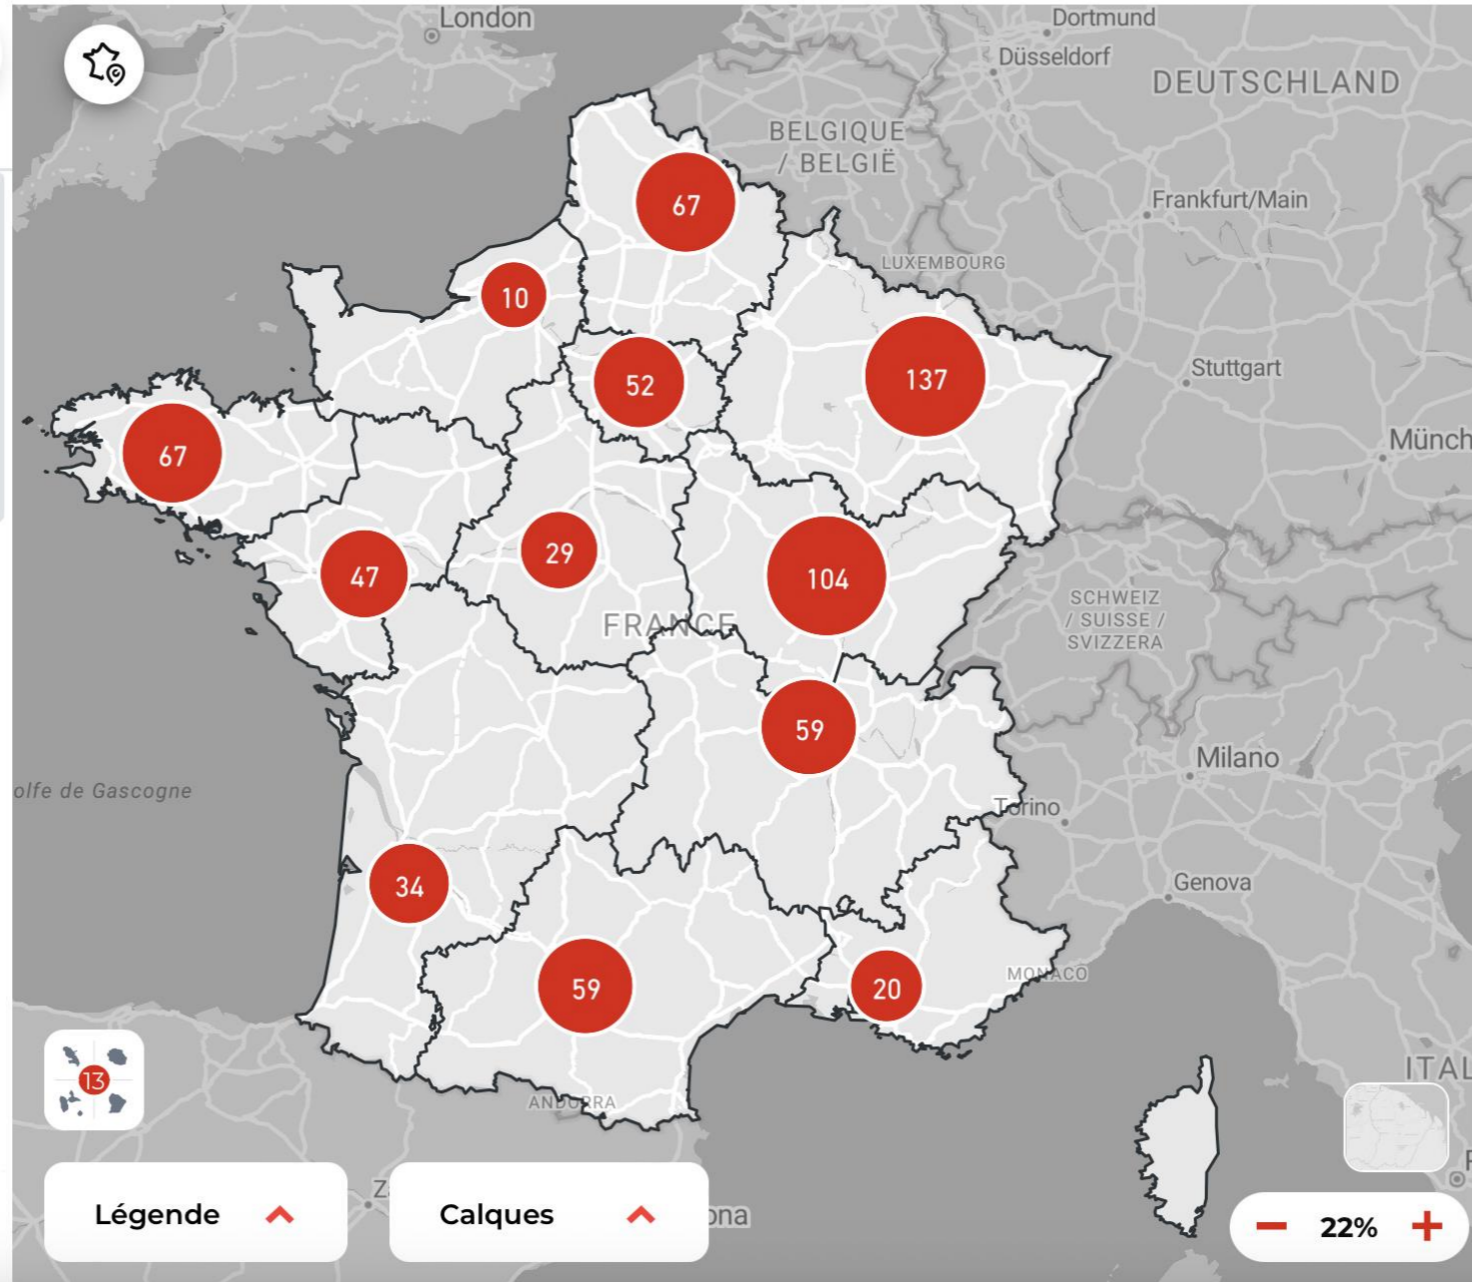 London
Dortmund
Düsseldorf
DEUTSCHLAND
BELGIQUE
/ BELGIË
67
Frankfurt/Main
LUXEMBOURG
10
Stuttgart
52
137
Münch
67
29
47
104
FRANCE
SCHWEIZ
/ SUISSE /
SVIZZERA
59
Milano
olfe de Gascogne
Torino
34
Genova
MONACO
59
20
ITAL
13
ANDORRA
Légende
Z
Calques
ona
22%